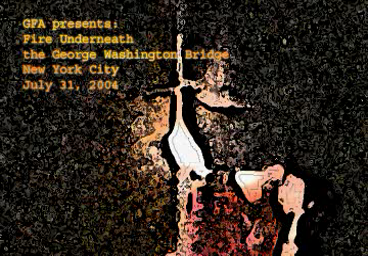 GFA presents:
Fire Underneath
the George Washington Bridge
New York City
July 31, 2006